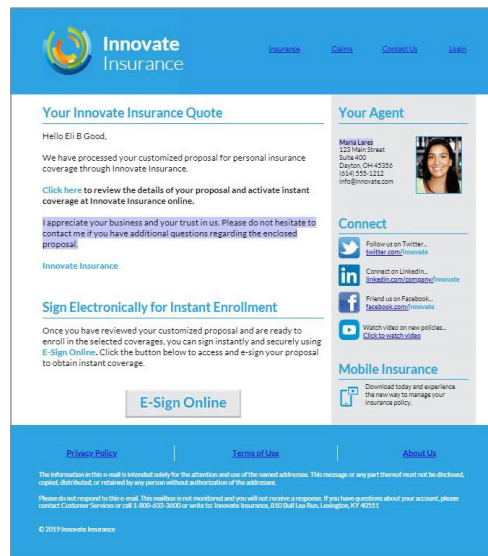 Innovate
Insurance
Insurance Claims Contact Us Login
Your Innovate Insurance Quote
Hello Eli B Good,
We have processed your customized proposal for personal insurance
coverage through Innovate Insurance.
Click here to review the details of your proposal and activate instant
coverage at Innovate Insurance online.
I appreciate your business and your trust in us. Please do not hesitate to
contact me if you have additional questions regarding the enclosed
proposal.
Innovate Insurance
Sign Electronically for Instant Enrollment
Once you have reviewed your customized proposal and are ready to
enroll in the selected coverages, you can sign instantly and securely using
E-Sign Online. Click the button below to access and e-sign your proposal
to obtain instant coverage.
E-Sign Online
Your Agent
Maria Lares
123 Main Street
Suite 400
Dayton, OH 45356
(614) 555-1212
info@innovate.com
Connect
Follow us on Twitter...
twitter.com/Innovate
Connect on LinkedIn...
linkedin.com/company/Innovate
Friend us on Facebook...
facebook.com/Innovate
Watch video on new policies...
Click to watch video
Mobile Insurance
Download today and experience
the new way to manage your
insurance policy.
Privacy Policy Terms of Use About Us
The information in this e-mail is intended solely for the attention and use of the named addressee. This message or any part thereof must not be disclosed,
copied, distributed, or retained by any person without authorization of the addressee.
Please do not respond to this e-mail. This mailbox is not monitored and you will not receive a response. If you have questions about your account, please
contact Customer Services or call 1-800-633-3600 or write to: Innovate Insurance, 810 Bull Lea Run, Lexington, KY 40511
© 2019 Innovate Insurance